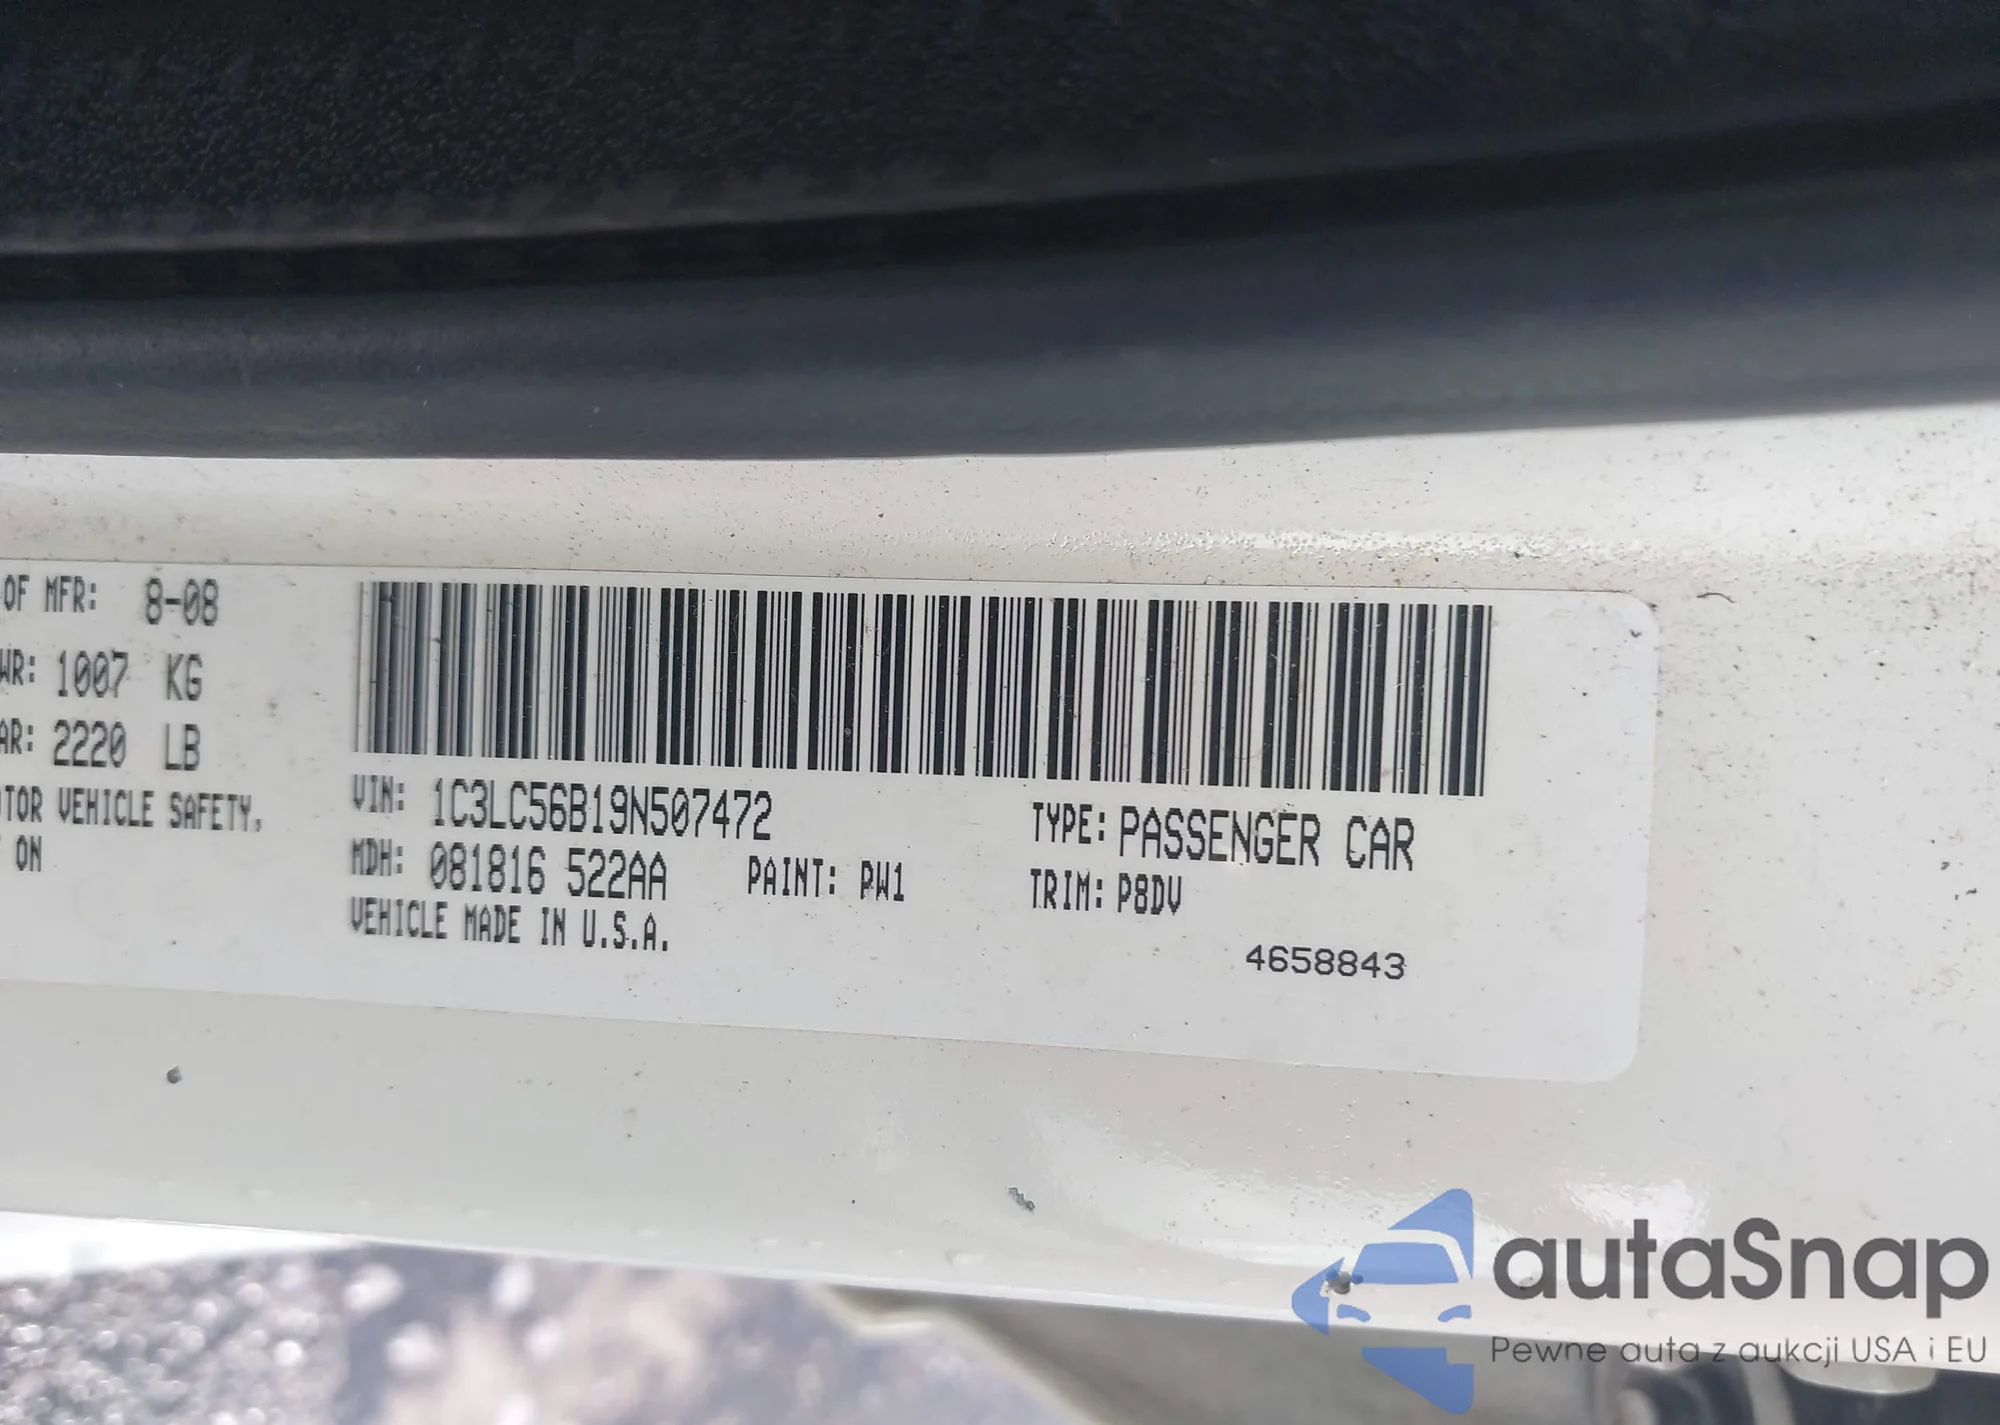 OF MFR: 8-08
WR: 1007 KG
AR: 2220 LB
TOR VEHICLE SAFETY,
ON
VIN: 1C3LC56B19N507472
MDH: 081816 522AA
PAINT: PW1
VEHICLE MADE IN U.S.A.
TYPE: PASSENGER CAR
TRIM: P8DV
4658843
autaSnap
Pewne auta z aukcji USA i EU